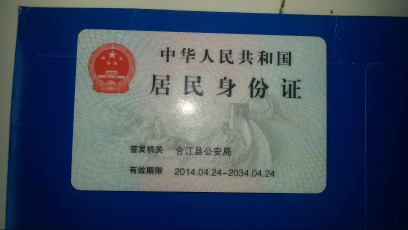 中华人民共和国
居民身份证
签发机关 合江县公安局
有效期限 2014.04.24-2034.04.24